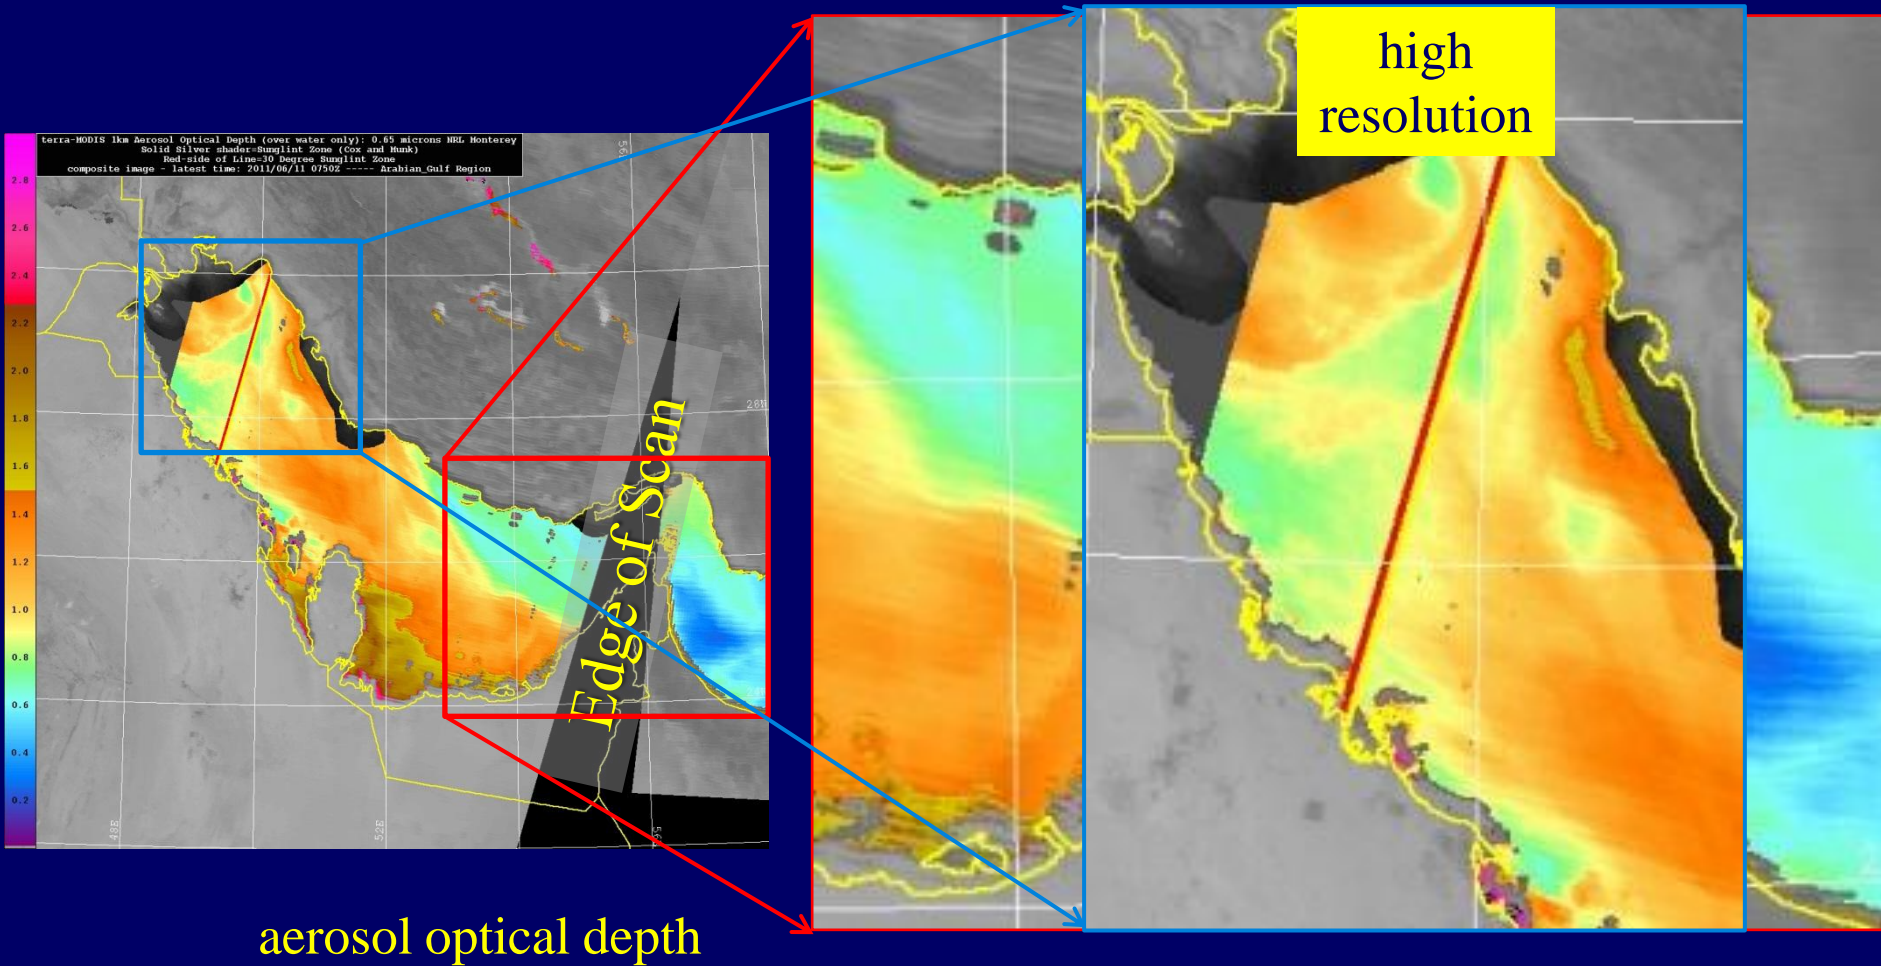 high
resolution
terra-MODIS 1km Aerosol Optical Depth (over water only): 0.65 microns NRL Monterey
Solid Silver shader=Sunglint Zone (Cox and Munk)
Red-side of Line=30 Degree Sunglint Zone
composite image - latest time: 2011/06/11 0750Z ----- Arabian_Gulf Region
2.8
2.6
2.4
2.2
2.0
1.8
1.6
1.4
1.2
1.0
0.8
0.6
0.4
0.2
28N
Edge of Scan
48E
52E
aerosol optical depth